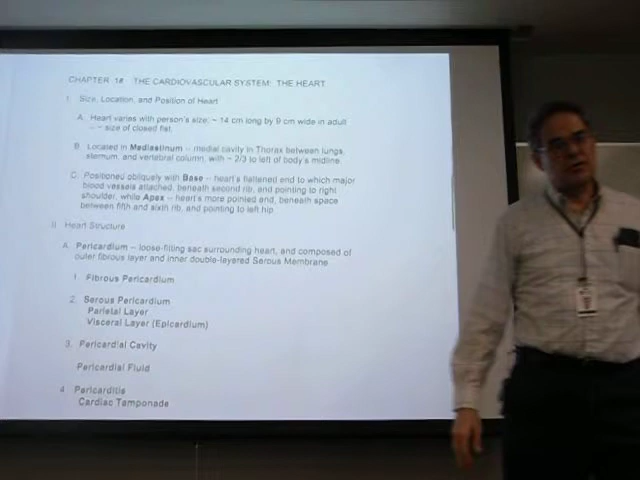 CHAPTER 18 THE CARDIOVASCULAR SYSTEM: THE HEART
I. Size, Location, and Position of Heart
A. Heart varies with person's size: ~ 14 cm long by 9 cm wide in adult
-- ~ size of closed fist.
B. Located in Mediastinum -- medial cavity in Thorax between lungs,
sternum, and vertebral column, with ~ 2/3 to left of body's midline.
C. Positioned obliquely with Base -- heart's flattened end to which major
blood vessels attached, beneath second rib, and pointing to right
shoulder, while Apex -- heart's more pointed end, beneath space
between fifth and sixth rib, and pointing to left hip
II. Heart Structure
A. Pericardium -- loose-fitting sac surrounding heart, and composed of
outer fibrous layer and inner double-layered Serous Membrane
1. Fibrous Pericardium
2. Serous Pericardium
Parietal Layer
Visceral Layer (Epicardium)
3. Pericardial Cavity
Pericardial Fluid
4. Pericarditis
Cardiac Tamponade